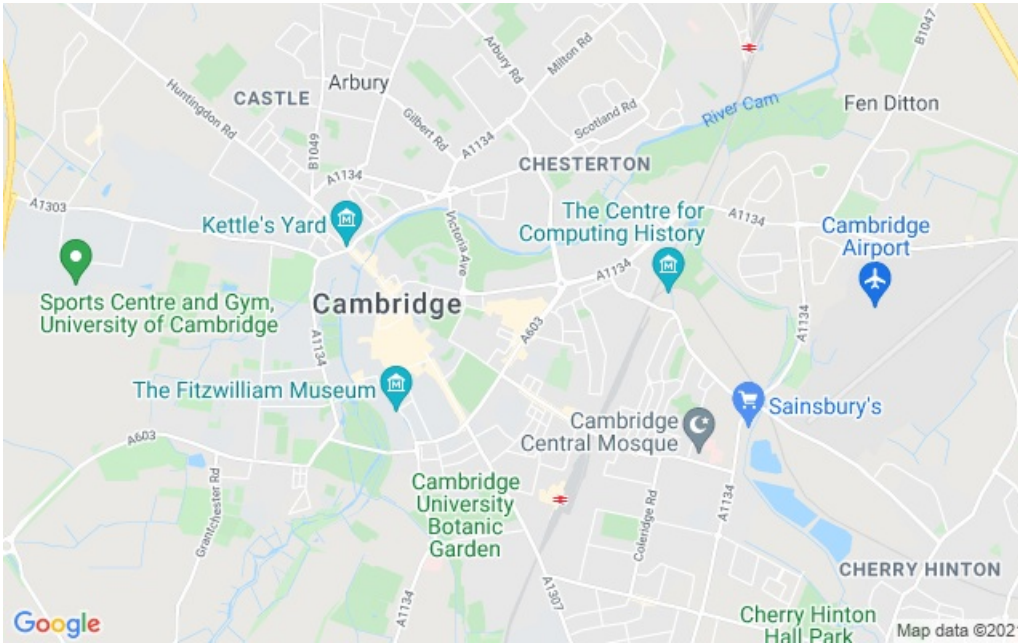 B1047
Milton Rd
Arbury Rd
Arbury
CASTLE
Huntingdon Rd
River Cam
Fen Ditton
Scotland Rd
Gilbert Rd
A1134
B1049
CHESTERTON
A1134
A1303
Kettle's Yard
Victoria Ave
The Centre for
Computing History
A1134
Cambridge
Airport
A1134
Sports Centre and Gym,
University of Cambridge
Cambridge
A603
A1134
A1134
The Fitzwilliam Museum
Sainsbury's
Cambridge
Central Mosque
A603
Grantchester Rd
Cambridge
University
Botanic
Garden
Coleridge Rd
A1134
CHERRY HINTON
A1134
A1307
Cherry Hinton
Hall Park
Google
Map data ©202